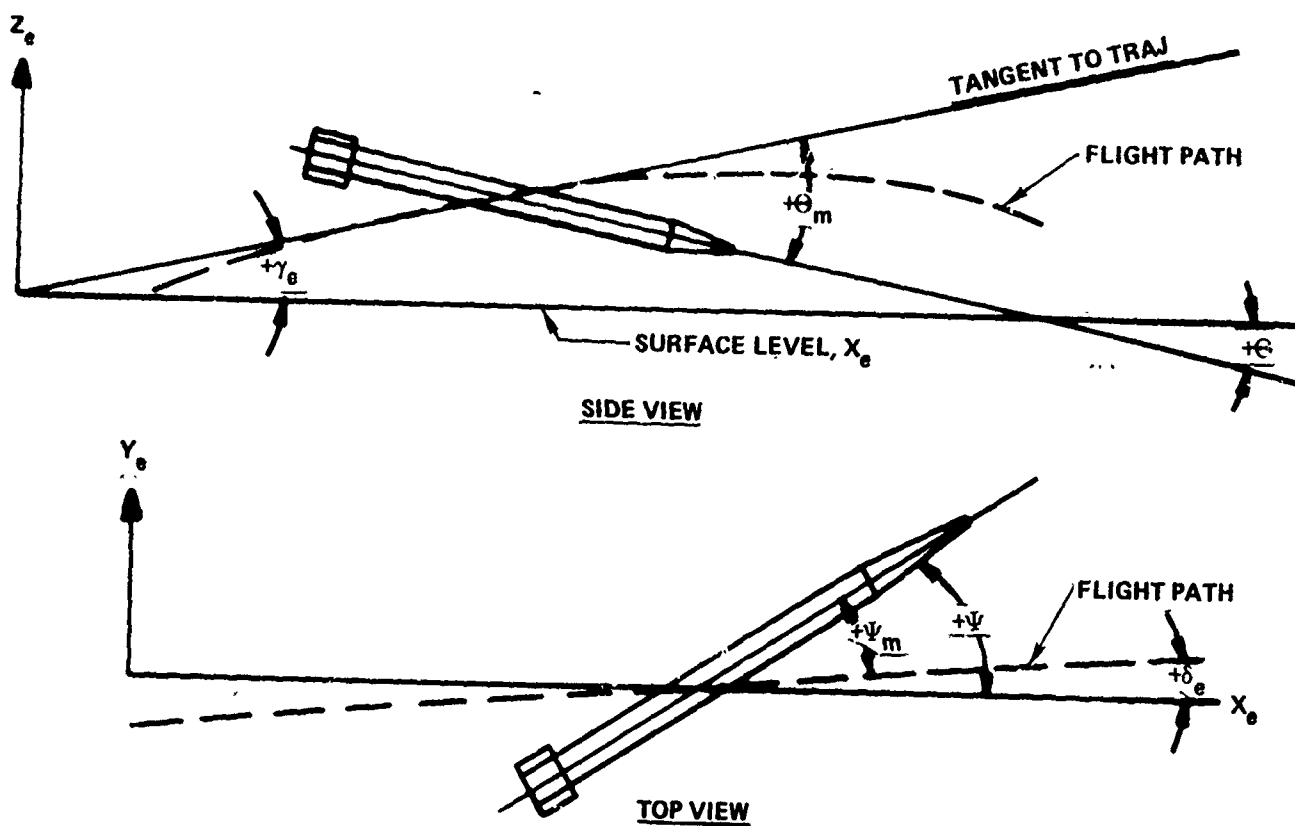 Z_e
TANGENT TO TRAJ
FLIGHT PATH
+Θ_m
+γ_e
SURFACE LEVEL, X_e
+Θ
SIDE VIEW
Y_e
FLIGHT PATH
+Ψ
+Ψ_m
+δ_e
X_e
TOP VIEW